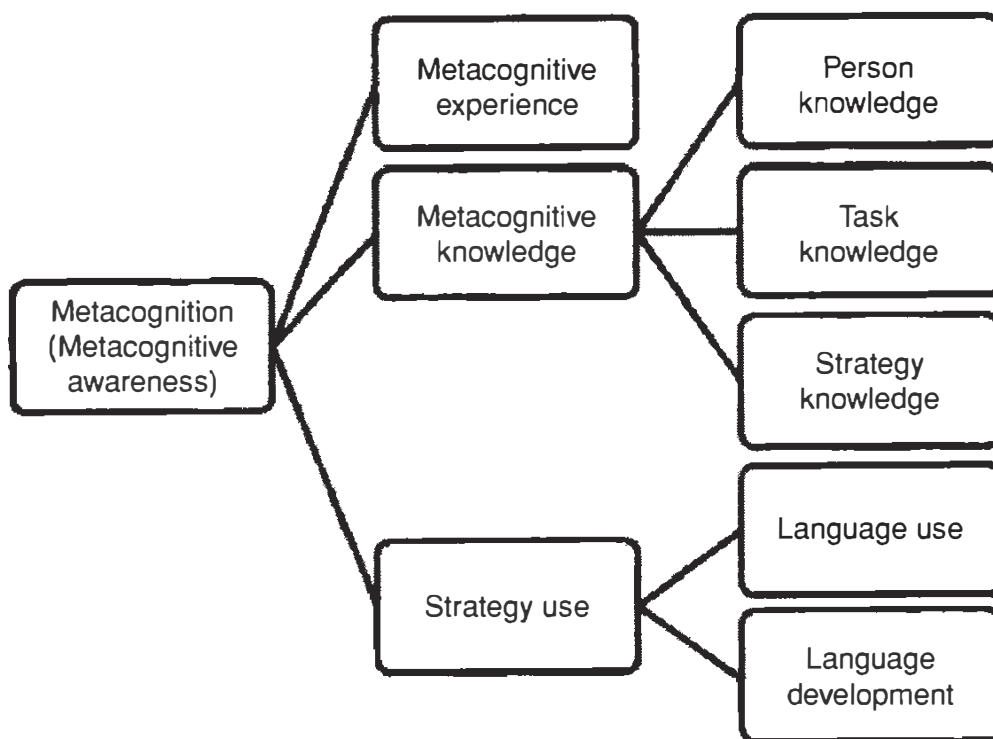 Metacognition
(Metacognitive
awareness)
Metacognitive
experience
Metacognitive
knowledge
Strategy use
Person
knowledge
Task
knowledge
Strategy
knowledge
Language use
Language
development